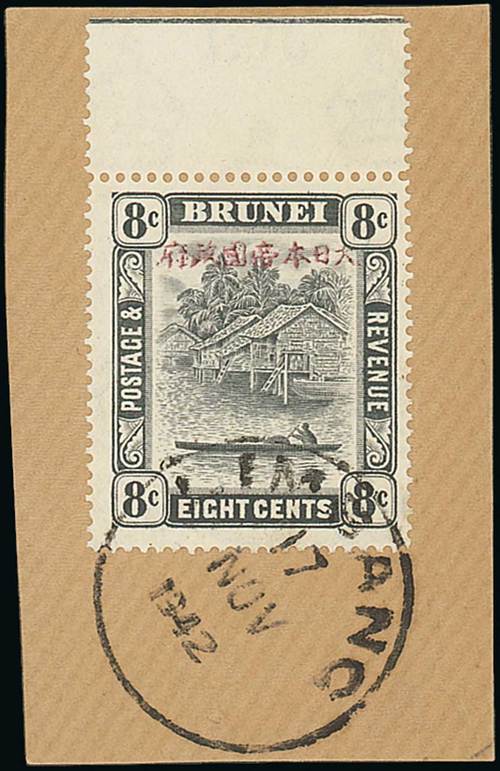 8c BRUNEI 8c
大日本帝國政府
POSTAGE & REVENUE
8c EIGHT CENTS 8c
17
NOV
1942